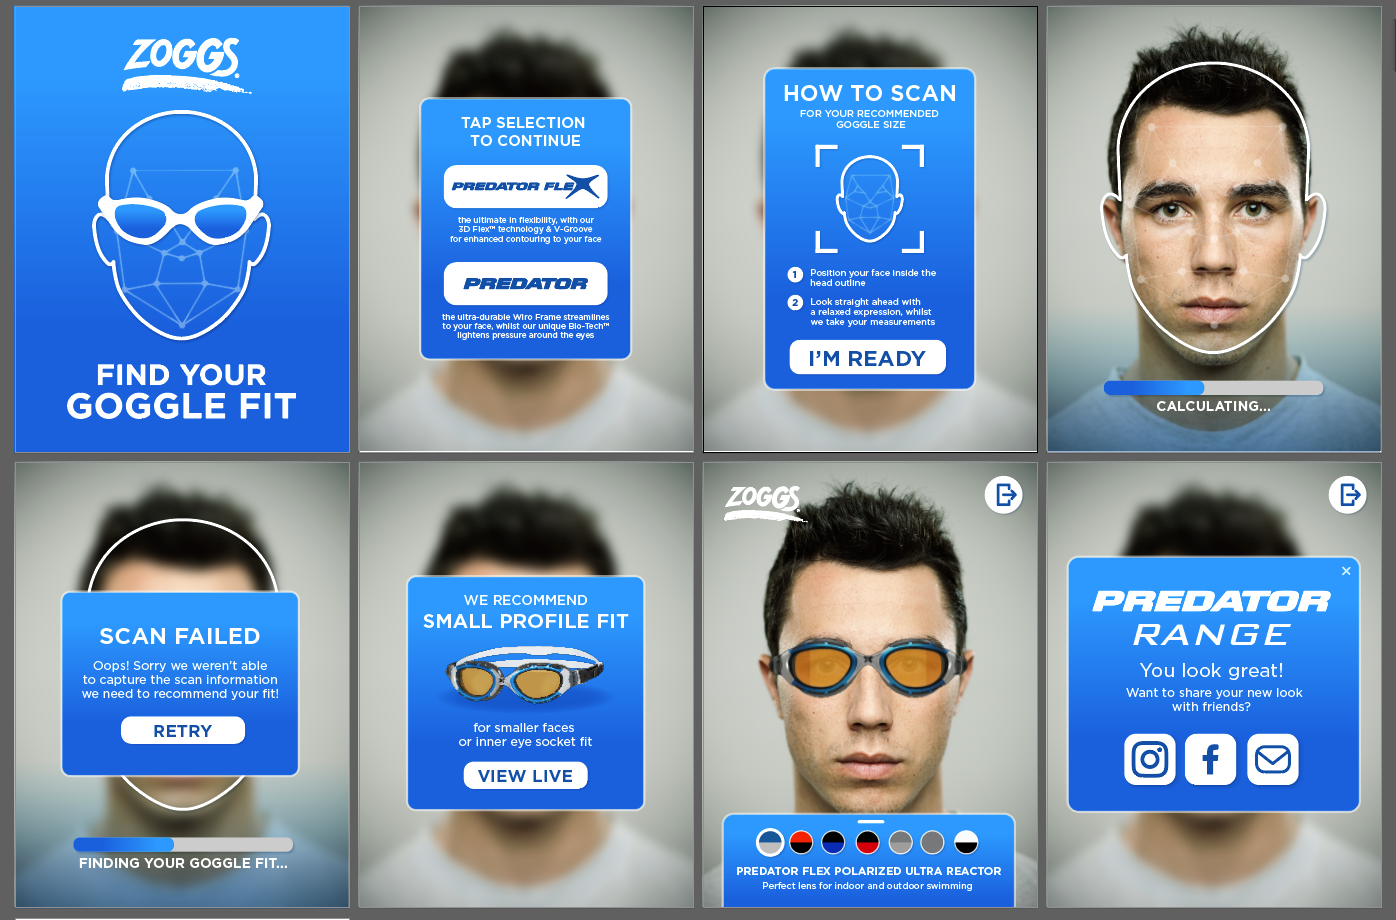 ZOGGS
FIND YOUR
GOGGLE FIT
TAP SELECTION
TO CONTINUE
PREDATOR FLEX
the ultimate in flexibility, with our
3D Flex™ technology & V-Groove
for enhanced contouring to your face
PREDATOR
the ultra-durable Wiro Frame streamlines
to your face, whilst our unique Bio-Tech™
lightens pressure around the eyes
HOW TO SCAN
FOR YOUR RECOMMENDED
GOGGLE SIZE
1 Position your face inside the
head outline
2 Look straight ahead with
a relaxed expression, whilst
we take your measurements
I'M READY
CALCULATING...
SCAN FAILED
Oops! Sorry we weren't able
to capture the scan information
we need to recommend your fit!
RETRY
FINDING YOUR GOGGLE FIT...
WE RECOMMEND
SMALL PROFILE FIT
for smaller faces
or inner eye socket fit
VIEW LIVE
ZOGGS
PREDATOR FLEX POLARIZED ULTRA REACTOR
Perfect lens for indoor and outdoor swimming
PREDATOR
RANGE
You look great!
Want to share your new look
with friends?